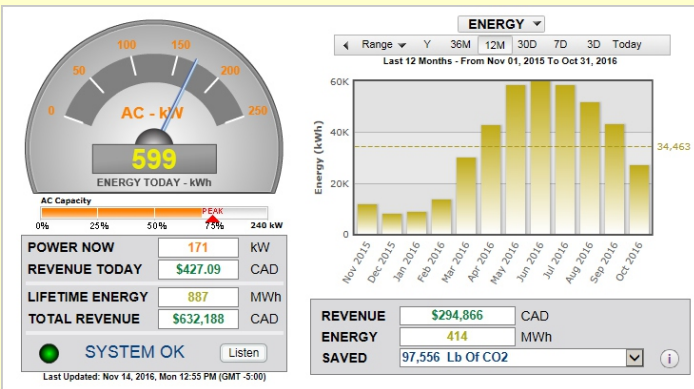 50
100
150
200
0
250
AC - kW
599
ENERGY TODAY - kWh
AC Capacity
PEAK
0% 25% 50% 75% 240 kW
POWER NOW 171 kW
REVENUE TODAY $427.09 CAD
LIFETIME ENERGY 887 MWh
TOTAL REVENUE $632,188 CAD
SYSTEM OK Listen
Last Updated: Nov 14, 2016, Mon 12:55 PM (GMT -5:00)
ENERGY
Range Y 36M 12M 30D 7D 3D Today
Last 12 Months - From Nov 01, 2015 To Oct 31, 2016
Energy (kWh)
60K
40K
34,463
20K
0
Nov 2015 Dec 2015 Jan 2016 Feb 2016 Mar 2016 Apr 2016 May 2016 Jun 2016 Jul 2016 Aug 2016 Sep 2016 Oct 2016
REVENUE $294,866 CAD
ENERGY 414 MWh
SAVED 97,556 Lb Of CO2 i